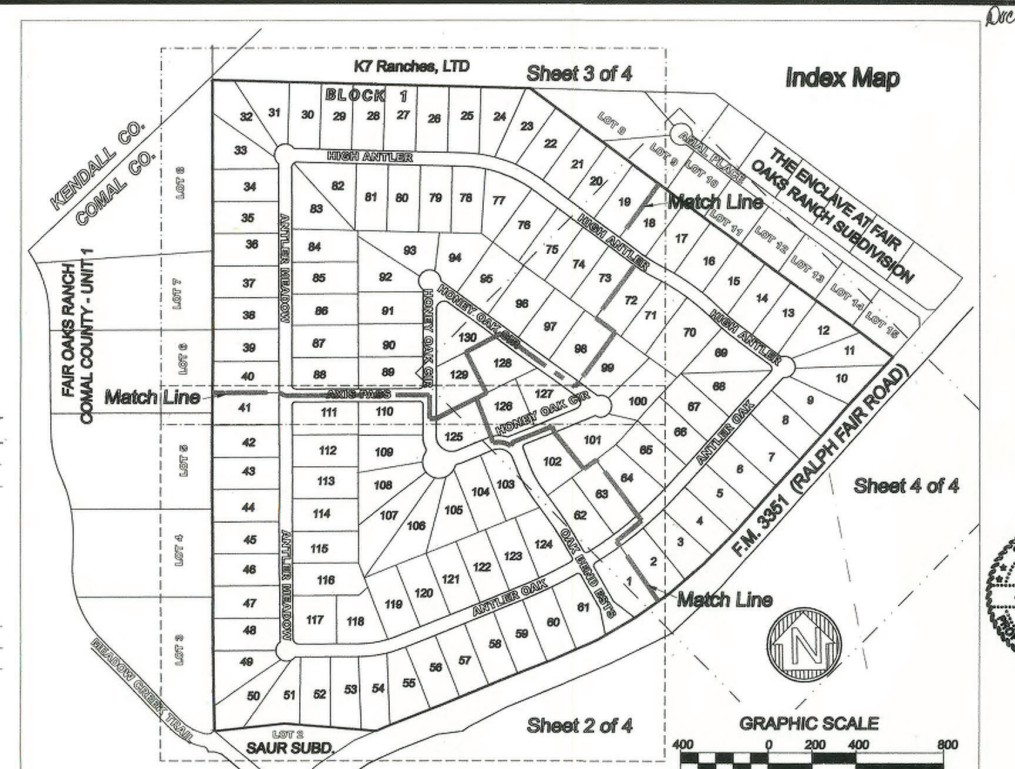 Doc
K7 Ranches, LTD
Sheet 3 of 4
Index Map
BLOCK 1
KENDALL CO.
COMAL CO.
32 31 30 29 28 27 26 25 24 23 22 21 20 19 18 17 16 15 14 13 12 11
LOT 8
LOT 9
LOT 10
LOT 11
LOT 12
LOT 13
LOT 14
LOT 15
THE ENCLAVE AT FAIR
OAKS RANCH SUBDIVISION
Match Line
HIGH ANTLER
HIGH ANTLER
HIGH ANTLER
33
34
35
36
37
38
39
40
41
42
43
44
45
46
47
48
49
LOT 8
LOT 7
LOT 6
LOT 5
LOT 4
LOT 3
FAIR OAKS RANCH
COMAL COUNTY - UNIT 1
ANTLER MEADOW
ANTLER MEADOW
82 81 80 79 78 77 76 75 74 73 72 71 70 69 68 67 66 65 64 63 62
83
84
85
86
87
88
93 94 95 96 97 98 99 100 101 102
92
91
90
89
HONEY OAK CIR
HONEY OAK CIR
HONEY OAK CIR
130 128
129 127
126
125
Match Line
AXIS PASS
111 110
112 109
113 108
114 107 106 105 104 103
115
116
117 118 119 120 121 122 123 124
ANTLER OAK
ANTLER OAK
OAK BEND ESTS
10
9
8
7
6
5
4
3
2
1
F.M. 3351 (RALPH FAIR ROAD)
Sheet 4 of 4
Match Line
50 51 52 53 54 55 56 57 58 59 60 61
MEADOW CREEK TRAIL
LOT 2
SAUR SUBD.
Sheet 2 of 4
N
GRAPHIC SCALE
400 0 200 400 800